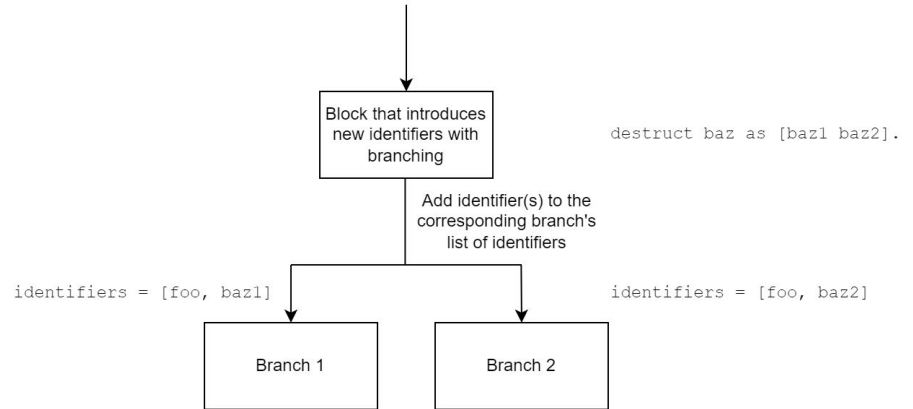 Block that introduces
new identifiers with
branching
destruct baz as [baz1 baz2].
Add identifier(s) to the
corresponding branch's
list of identifiers
identifiers = [foo, baz1]
identifiers = [foo, baz2]
Branch 1
Branch 2